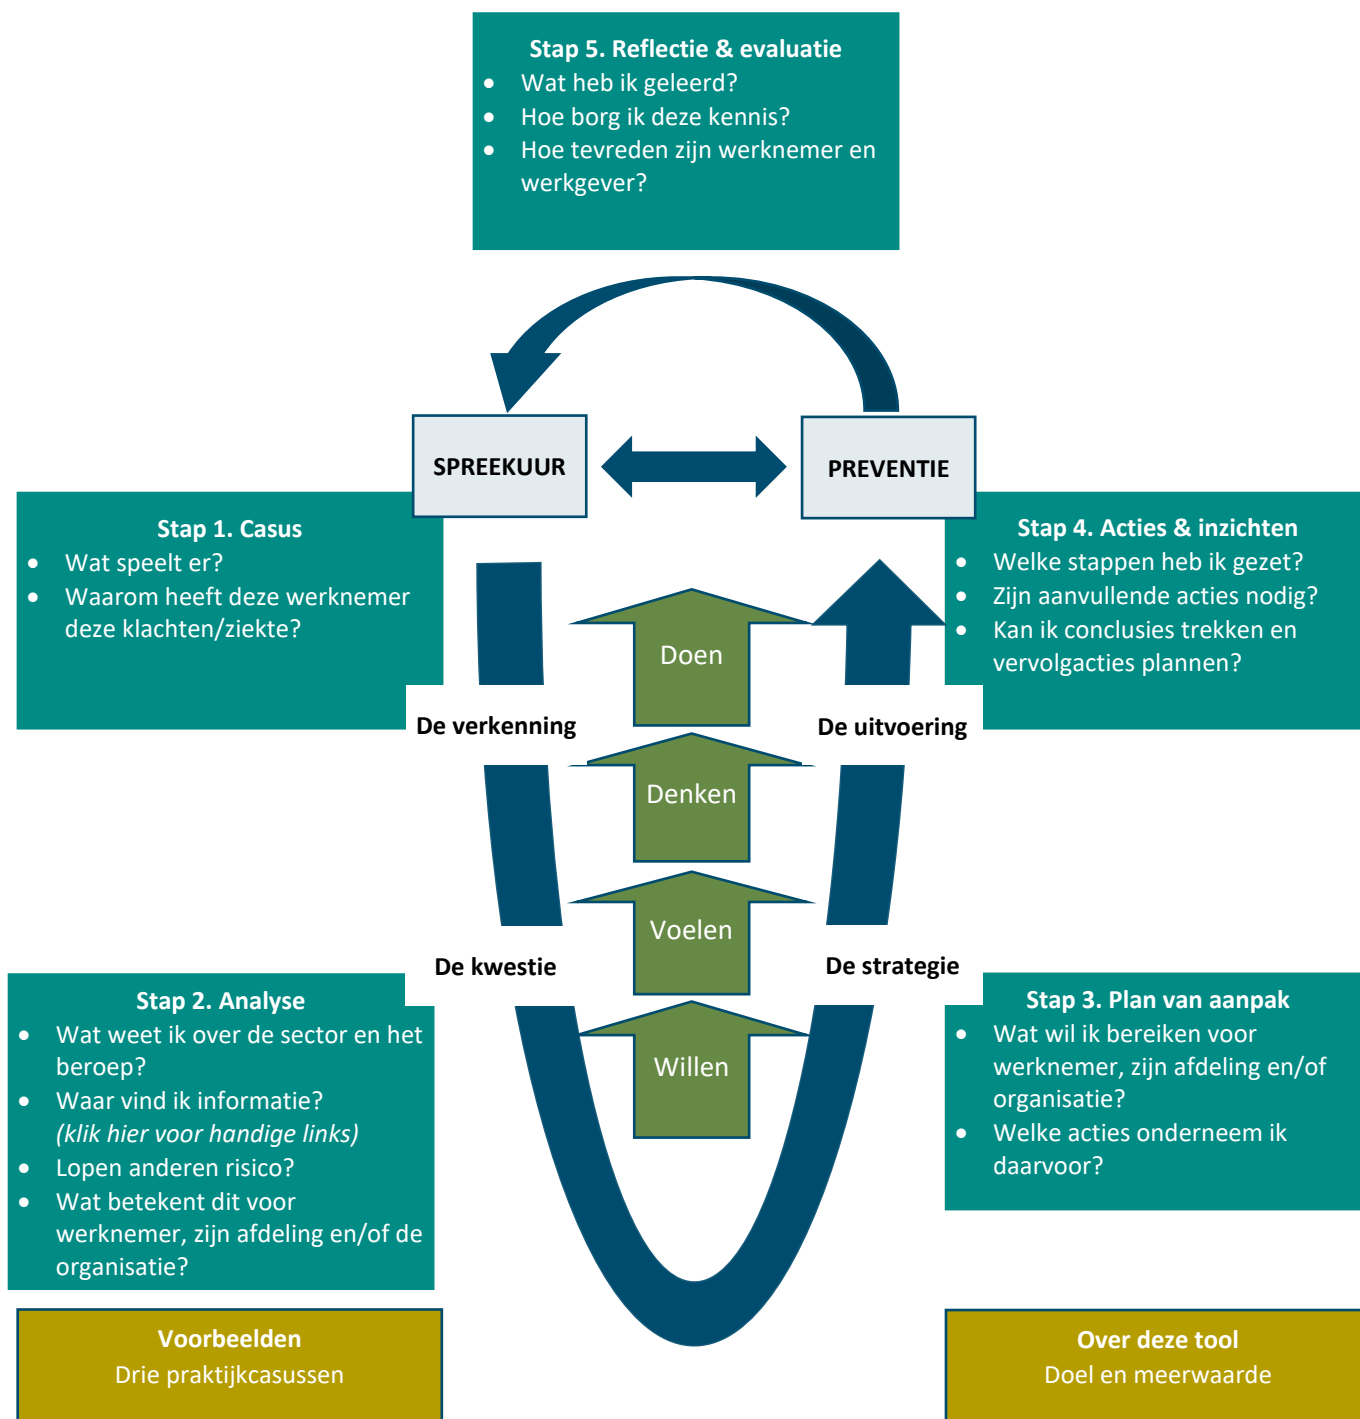 Stap 5. Reflectie & evaluatie
• Wat heb ik geleerd?
• Hoe borg ik deze kennis?
• Hoe tevreden zijn werknemer en
werkgever?
SPREEKUUR
PREVENTIE
Stap 1. Casus
• Wat speelt er?
• Waarom heeft deze werknemer
deze klachten/ziekte?
Stap 4. Acties & inzichten
• Welke stappen heb ik gezet?
• Zijn aanvullende acties nodig?
• Kan ik conclusies trekken en
vervolgacties plannen?
Doen
De verkenning
De uitvoering
Denken
Voelen
De kwestie
De strategie
Willen
Stap 2. Analyse
• Wat weet ik over de sector en het
beroep?
• Waar vind ik informatie?
(klik hier voor handige links)
• Lopen anderen risico?
• Wat betekent dit voor
werknemer, zijn afdeling en/of de
organisatie?
Stap 3. Plan van aanpak
• Wat wil ik bereiken voor
werknemer, zijn afdeling en/of
organisatie?
• Welke acties onderneem ik
daarvoor?
Voorbeelden
Drie praktijkcasussen
Over deze tool
Doel en meerwaarde